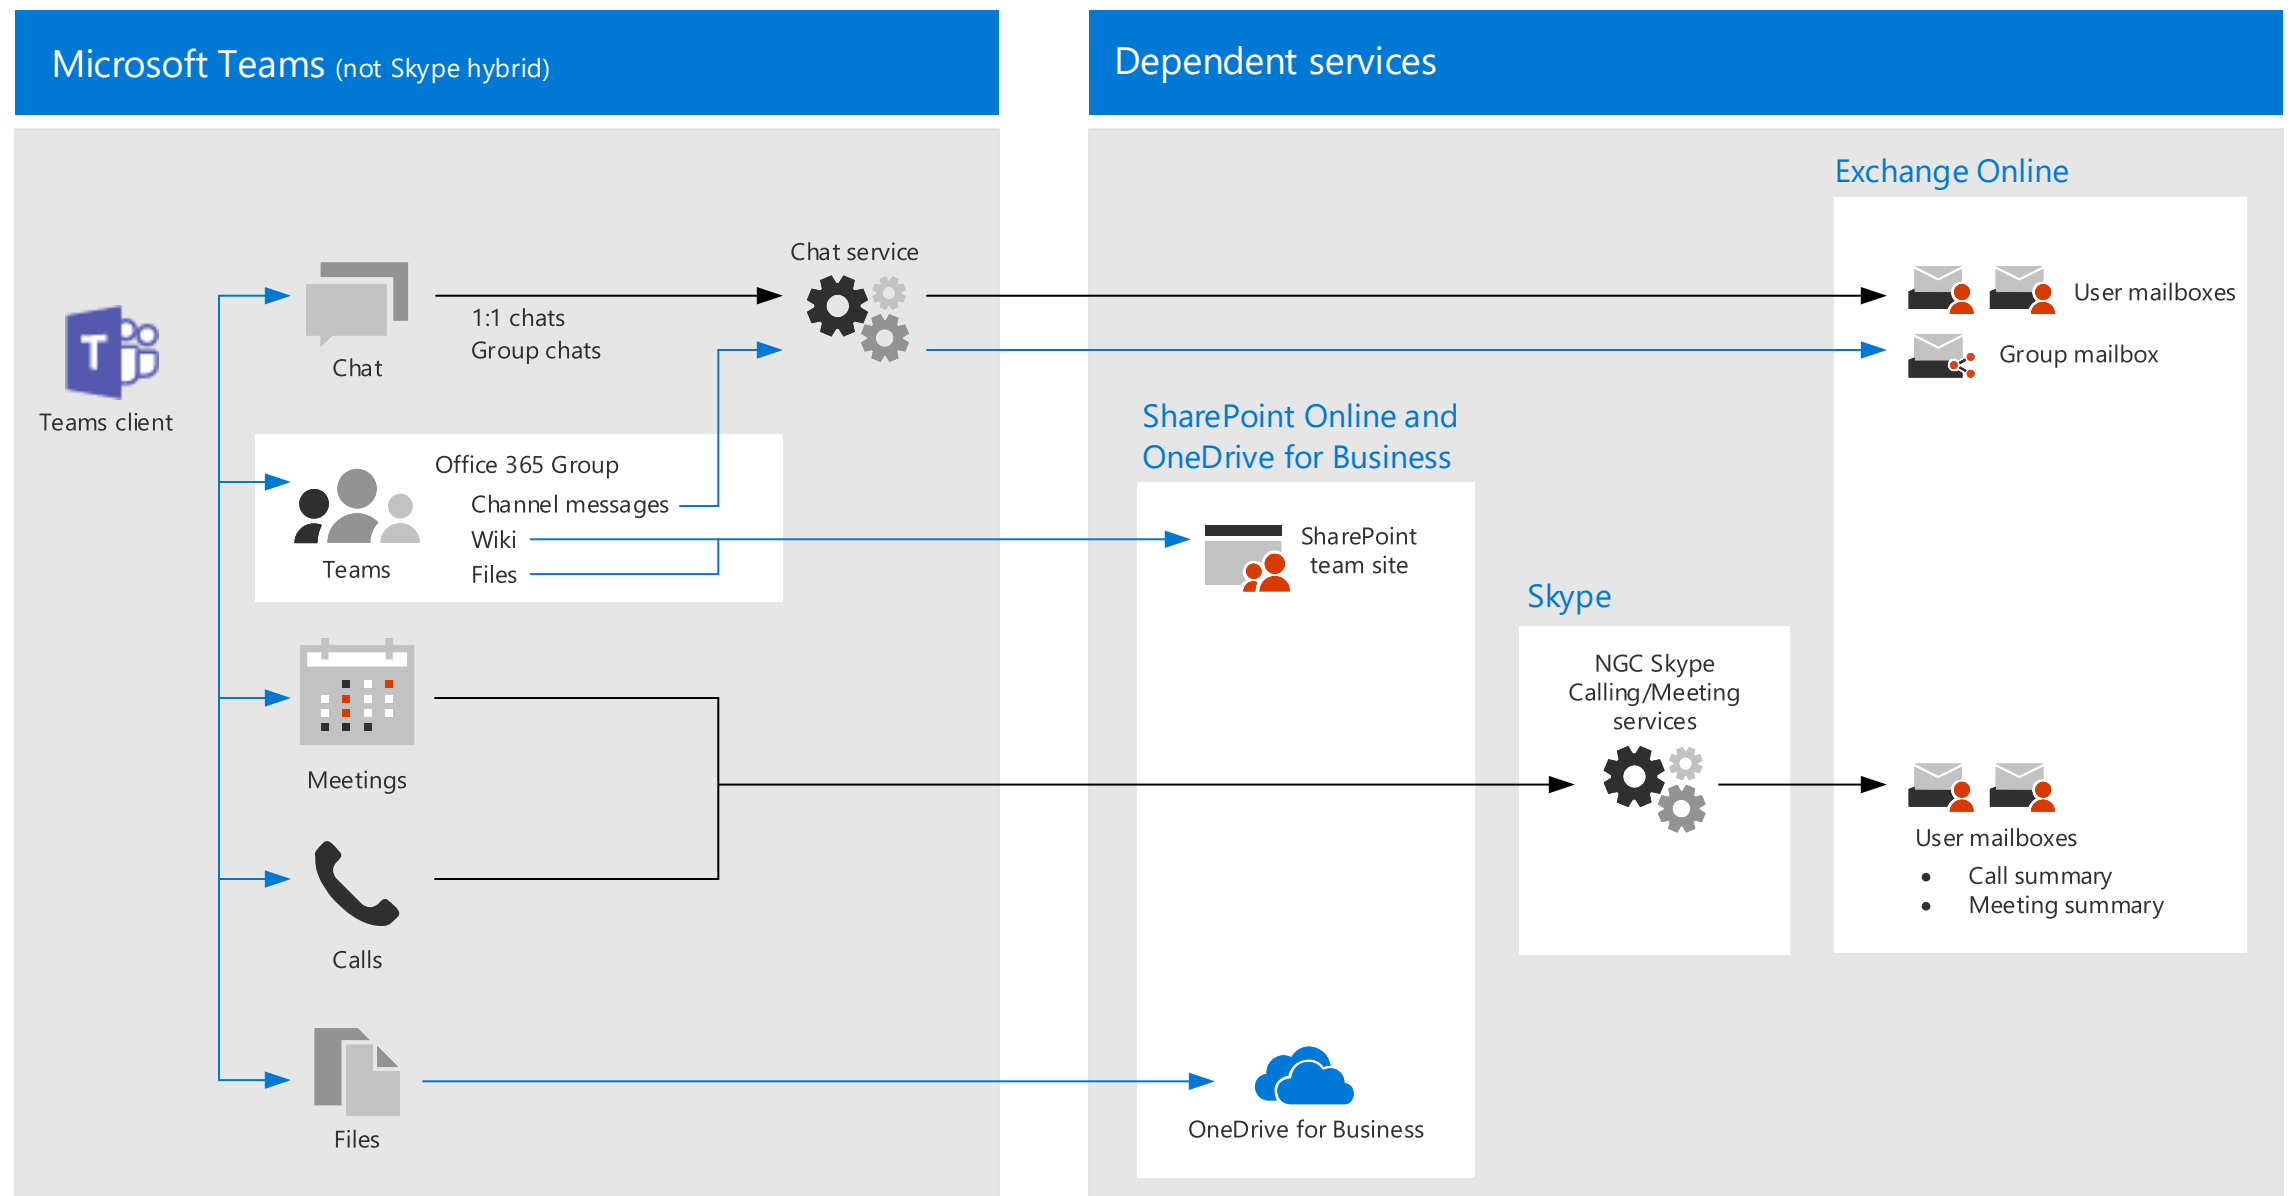 Microsoft Teams (not Skype hybrid)
Teams client
Chat
1:1 chats
Group chats
Chat service
Office 365 Group
Channel messages
Wiki
Files
Teams
Meetings
Calls
Files
Dependent services
Exchange Online
User mailboxes
Group mailbox
SharePoint Online and
OneDrive for Business
SharePoint
team site
Skype
NGC Skype
Calling/Meeting
services
User mailboxes
• Call summary
• Meeting summary
OneDrive for Business